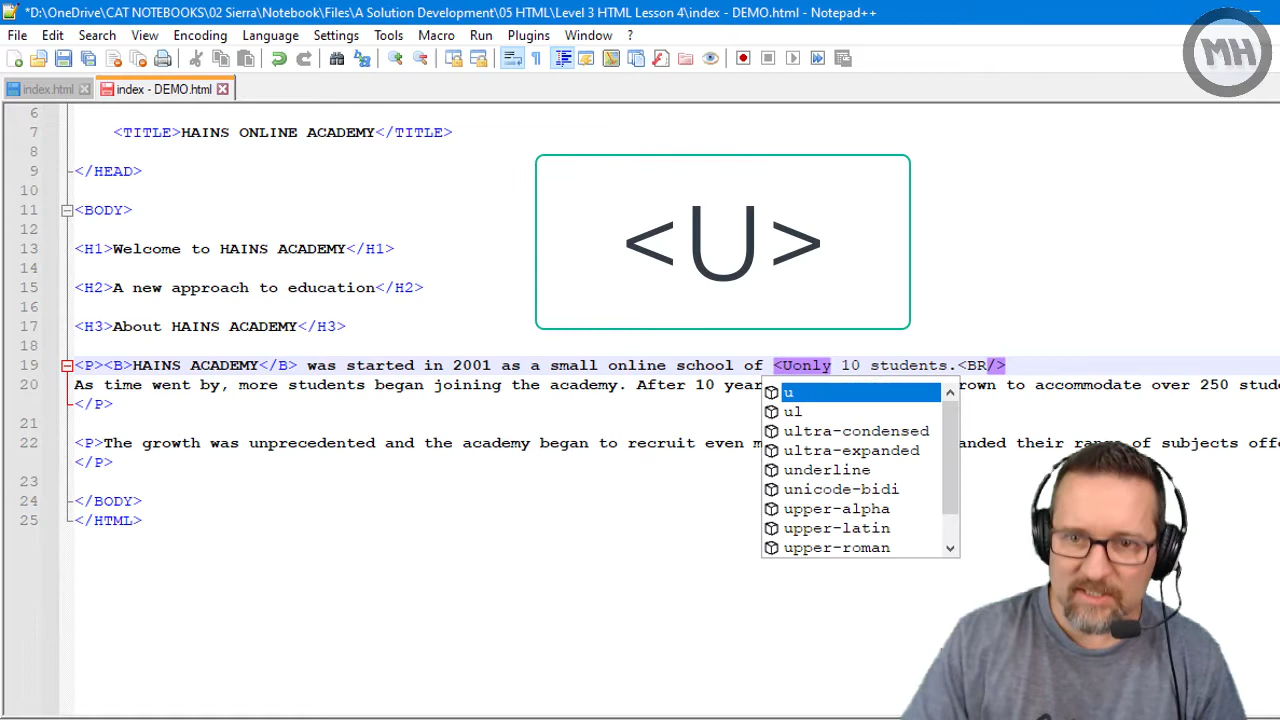 *D:\OneDrive\CAT NOTEBOOKS\02 Sierra\Notebook\Files\A Solution Development\05 HTML\Level 3 HTML Lesson 4\index - DEMO.html - Notepad++
File Edit Search View Encoding Language Settings Tools Macro Run Plugins Window ?
MH
index.html index - DEMO.html
6
7 <TITLE>HAINS ONLINE ACADEMY</TITLE>
8
9 </HEAD>
10
11 <BODY>
12
13 <H1>Welcome to HAINS ACADEMY</H1>
14
15 <H2>A new approach to education</H2>
16
17 <H3>About HAINS ACADEMY</H3>
18
<U>
19 <P><B>HAINS ACADEMY</B> was started in 2001 as a small online school of <Uonly 10 students.<BR/>
20 As time went by, more students began joining the academy. After 10 year rown to accommodate over 250 stude
</P>
21
22 <P>The growth was unprecedented and the academy began to recruit even m anded their range of subjects offe
</P>
23
24 </BODY>
25 </HTML>
u
ul
ultra-condensed
ultra-expanded
underline
unicode-bidi
upper-alpha
upper-latin
upper-roman